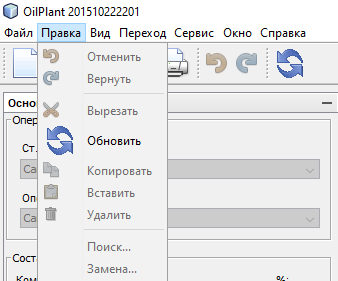 OilPlant 201510222201
Файл Правка Вид Переход Сервис Окно Справка
Отменить
Вернуть
Вырезать
Обновить
Копировать
Вставить
Удалить
Поиск...
Замена...
Осно
Опер
Ст.
Са
Опе
Са
Соста
Ком %: